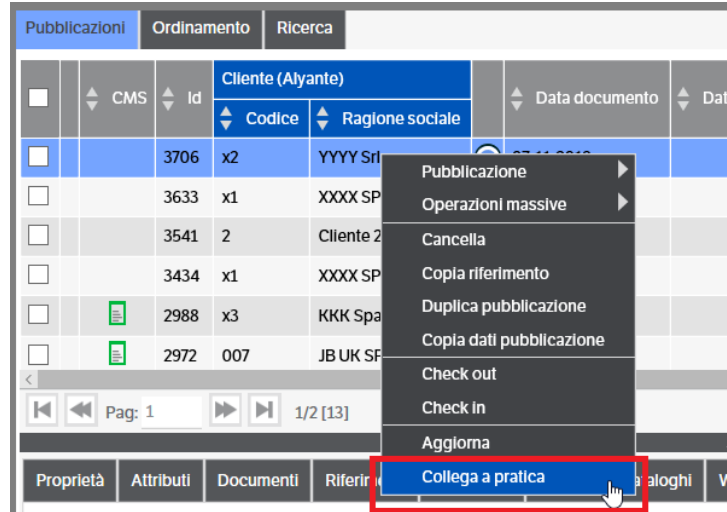 Pubblicazioni Ordinamento Ricerca
Cliente (Alyante)
CMS Id Data documento
Codice Ragione sociale
3706 x2 YYYY Srl
Pubblicazione
3633 x1 XXXX SP
Operazioni massive
3541 2 Cliente 2
Cancella
3434 x1 XXXX SP
Copia riferimento
2988 x3 KKK Spa
Duplica pubblicazione
Copia dati pubblicazione
2972 007 JB UK
Check out
Pag: 1 1/2 [13]
Check in
Aggiorna
Proprietà Attributi Documenti
Collega a pratica